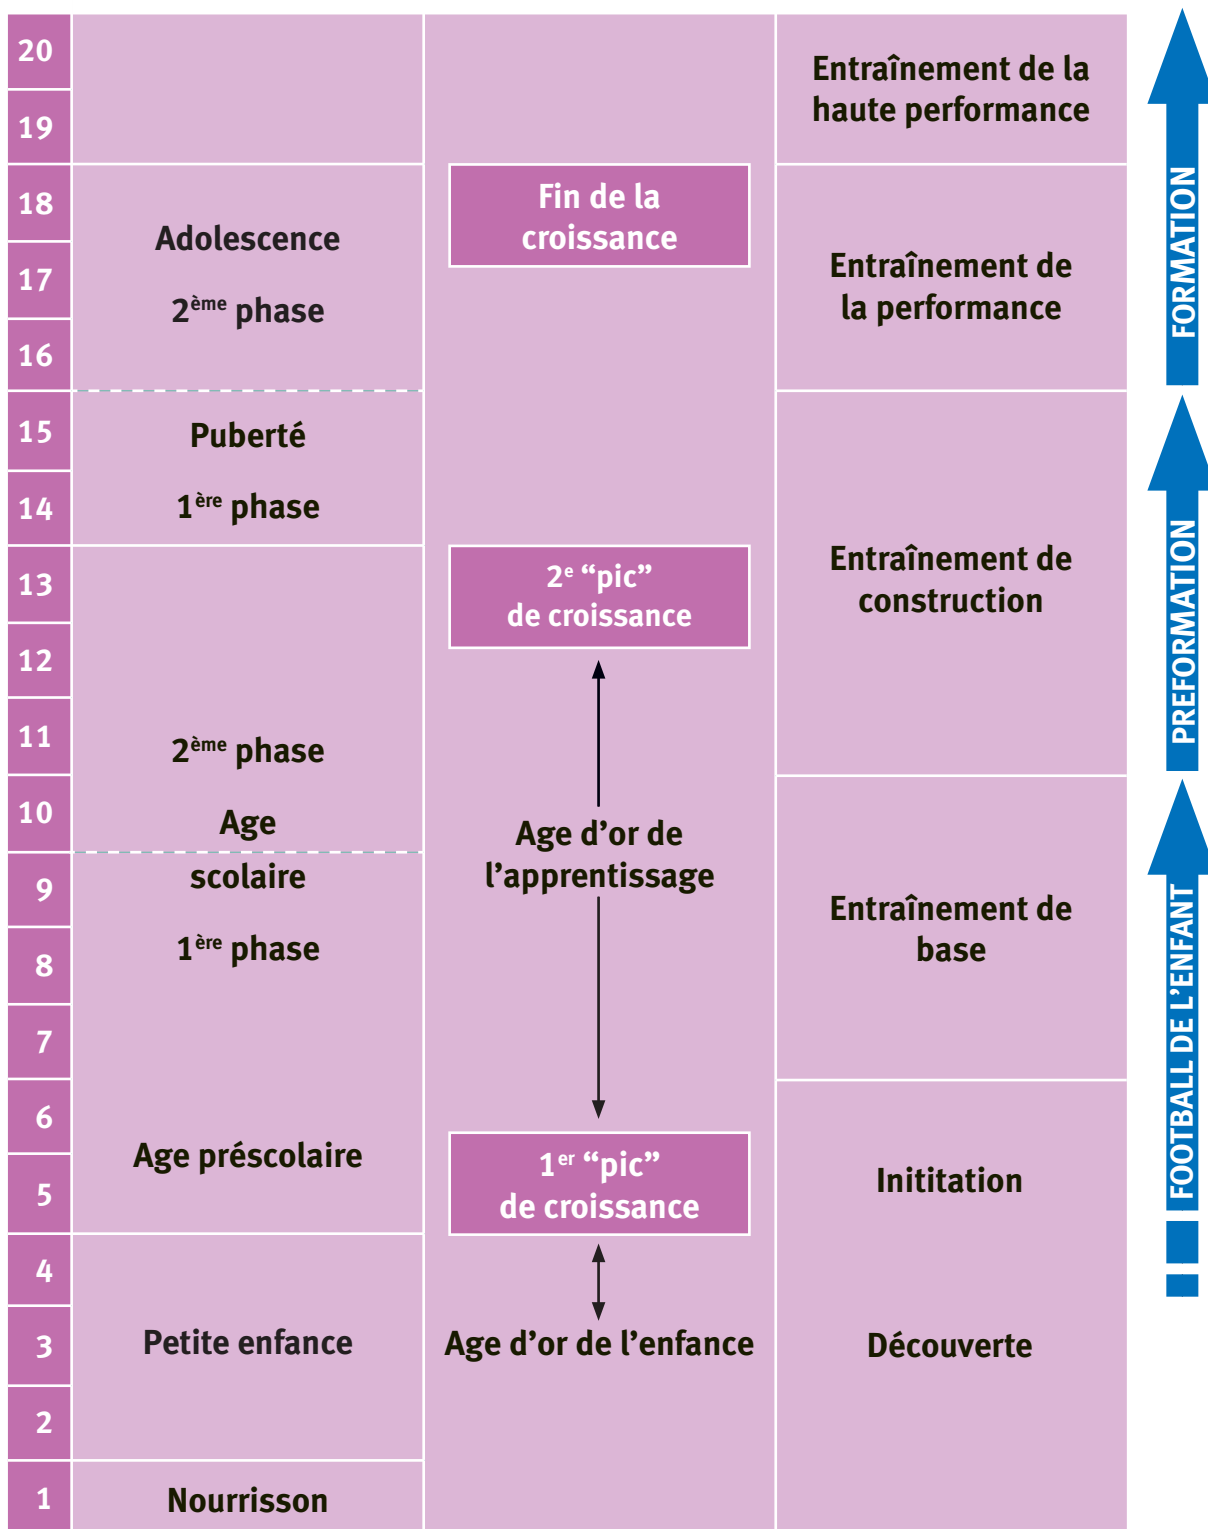 20
19
18
17
16
15
14
13
12
11
10
9
8
7
6
5
4
3
2
1
Adolescence
2ème phase
Puberté
1ère phase
2ème phase
Age
scolaire
1ère phase
Age préscolaire
Petite enfance
Nourrisson
Fin de la
croissance
2e “pic”
de croissance
Age d’or de
l’apprentissage
1er “pic”
de croissance
Age d’or de l’enfance
Entraînement de la
haute performance
Entraînement de
la performance
Entraînement de
construction
Entraînement de
base
Inititation
Découverte
FORMATION
PREFORMATION
FOOTBALL DE L’ENFANT